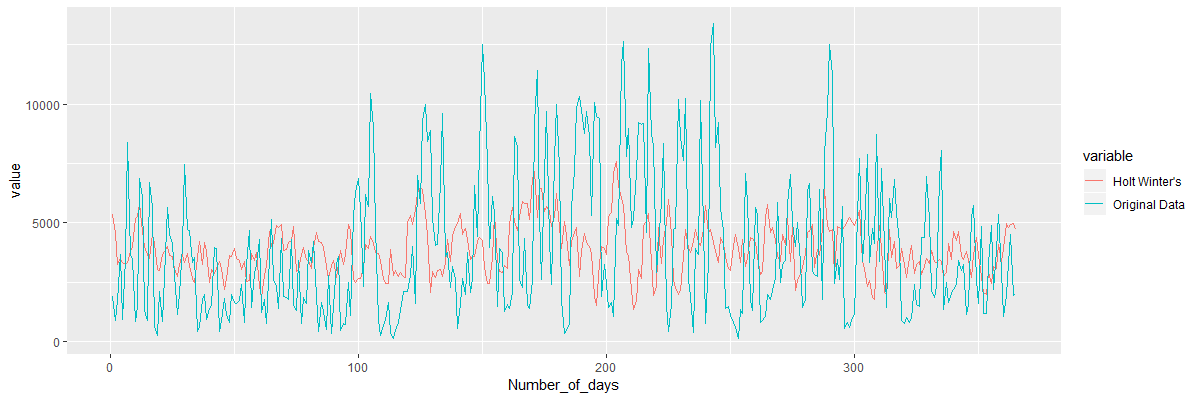 value
10000
5000
0
0
100
200
300
Number_of_days
variable
Holt Winter's
Original Data